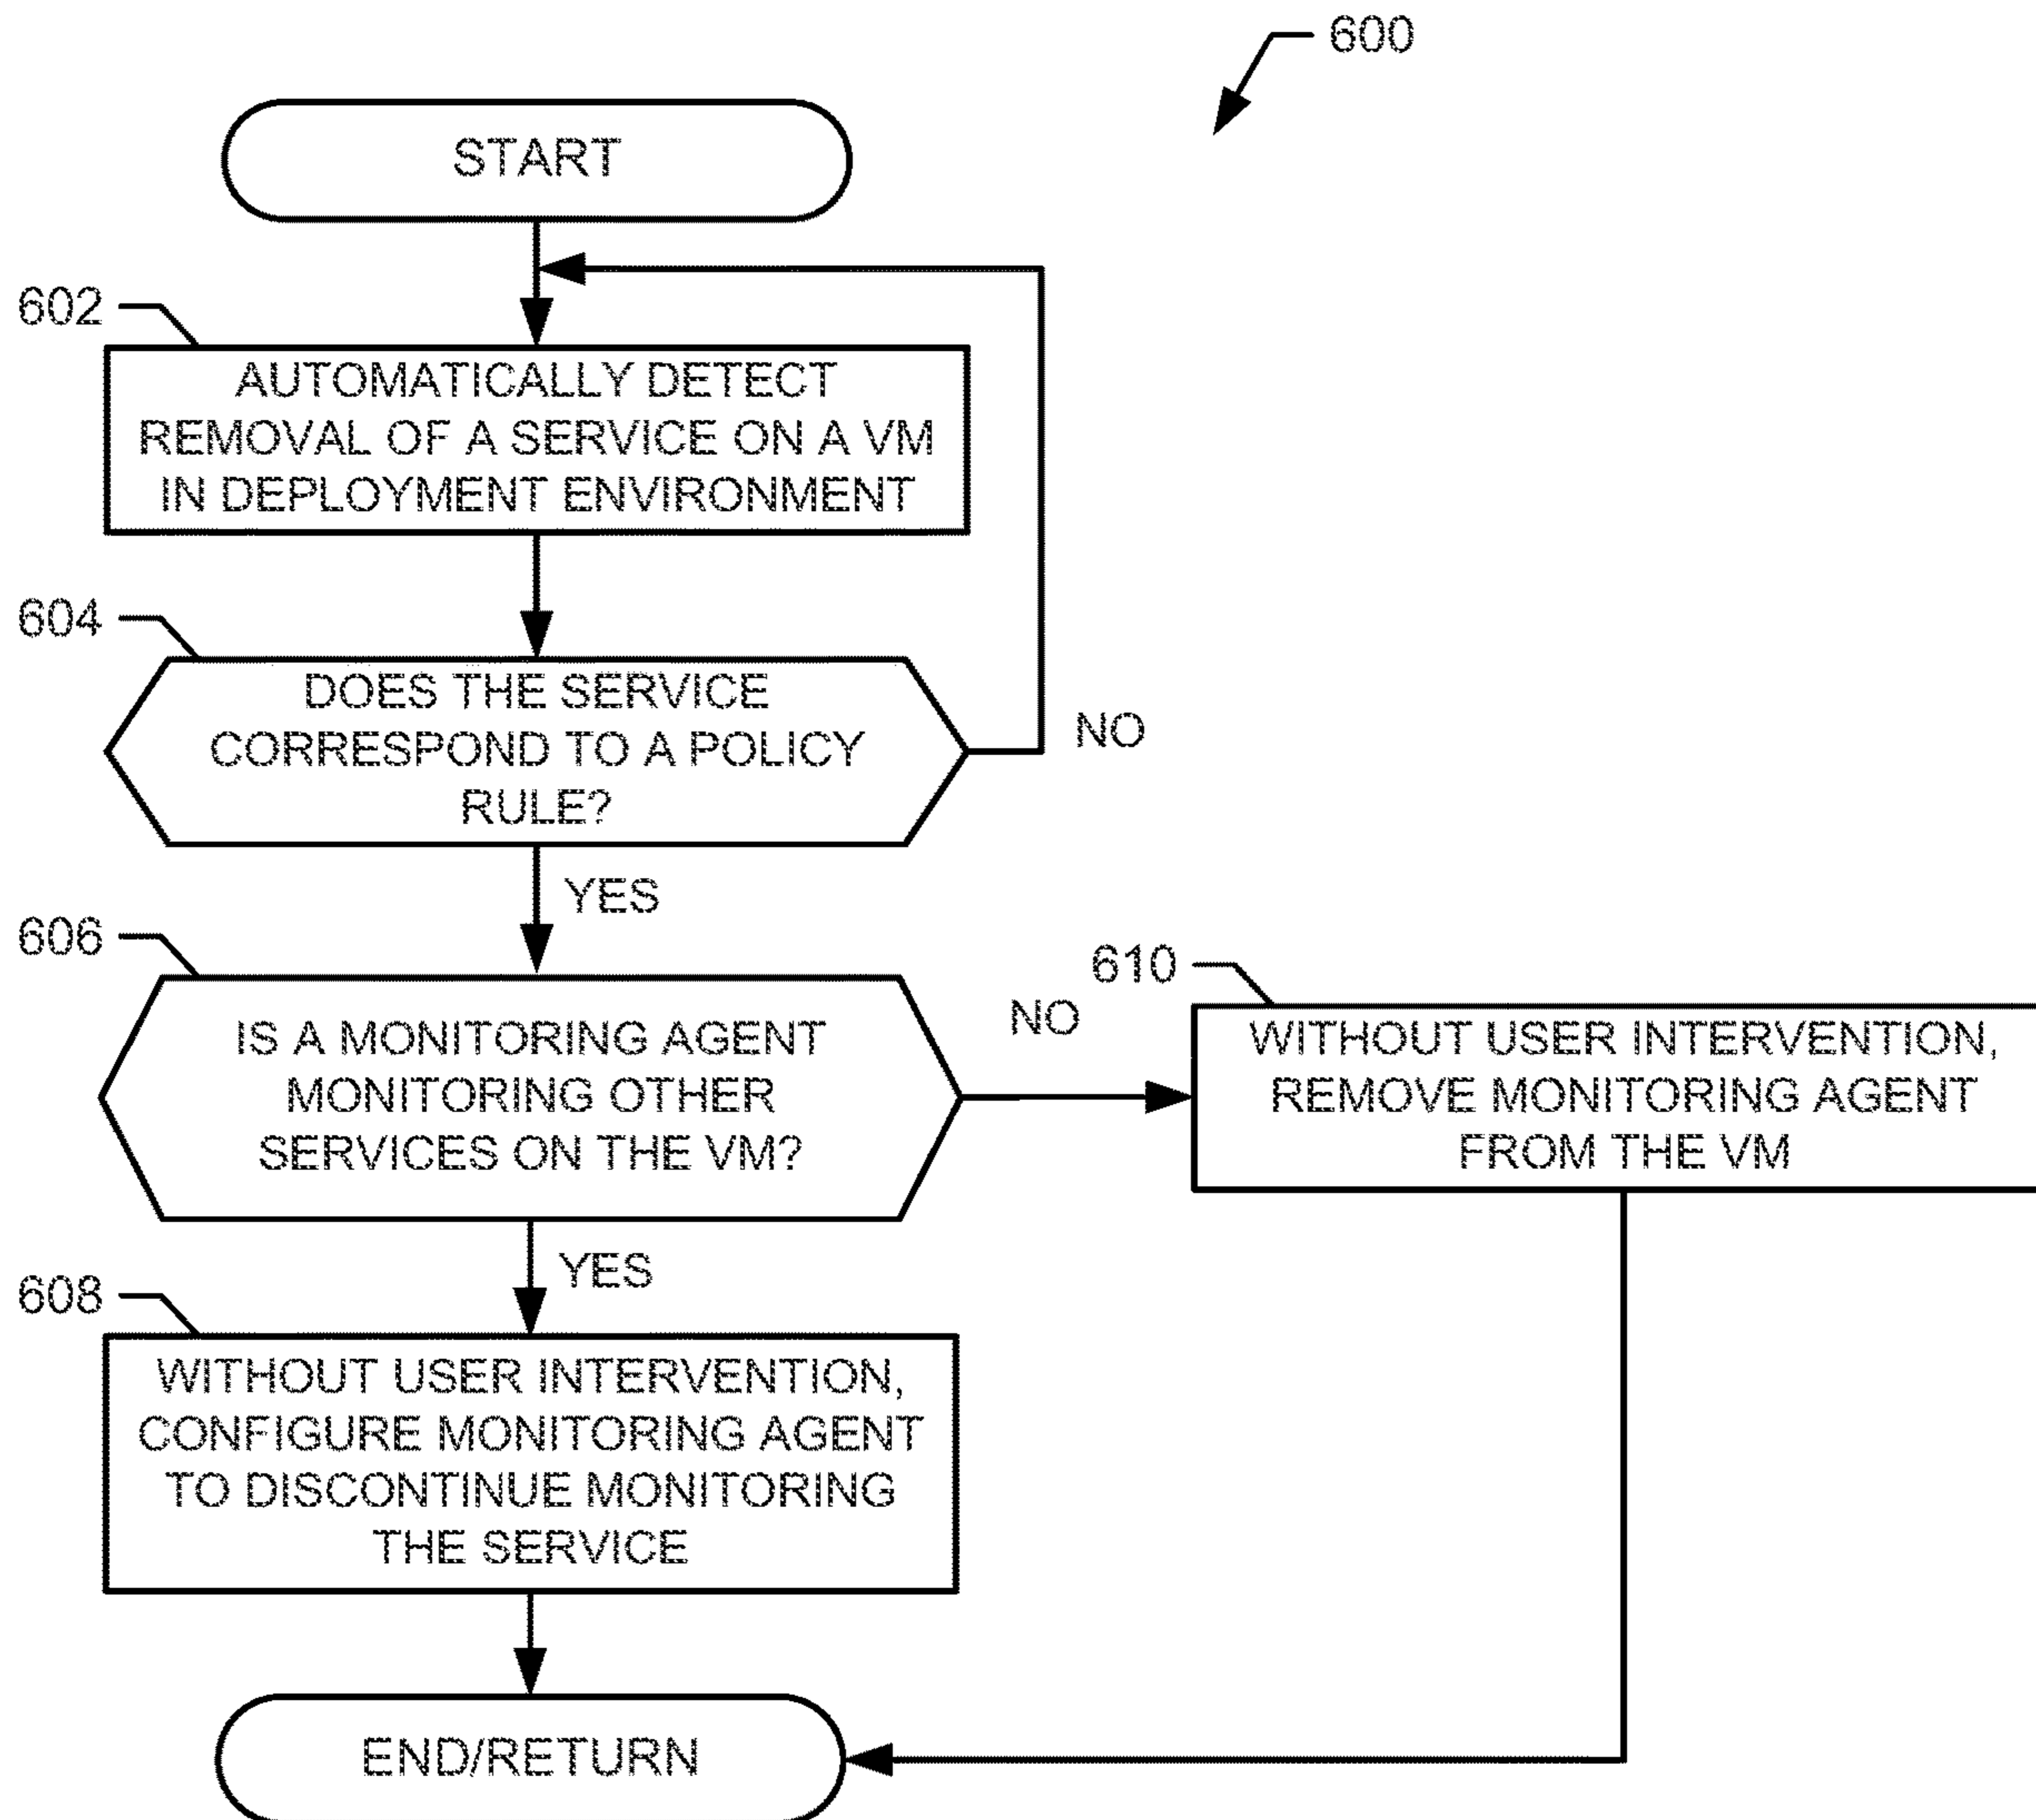 600
START
602
AUTOMATICALLY DETECT
REMOVAL OF A SERVICE ON A VM
IN DEPLOYMENT ENVIRONMENT
604
DOES THE SERVICE
CORRESPOND TO A POLICY
RULE?
NO
YES
606
IS A MONITORING AGENT
MONITORING OTHER
SERVICES ON THE VM?
NO
610
WITHOUT USER INTERVENTION,
REMOVE MONITORING AGENT
FROM THE VM
YES
608
WITHOUT USER INTERVENTION,
CONFIGURE MONITORING AGENT
TO DISCONTINUE MONITORING
THE SERVICE
END/RETURN